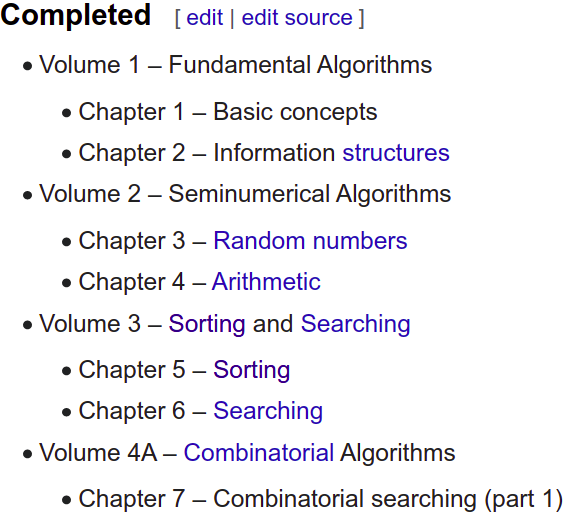 Completed [ edit | edit source ]
• Volume 1 – Fundamental Algorithms
• Chapter 1 – Basic concepts
• Chapter 2 – Information structures
• Volume 2 – Seminumerical Algorithms
• Chapter 3 – Random numbers
• Chapter 4 – Arithmetic
• Volume 3 – Sorting and Searching
• Chapter 5 – Sorting
• Chapter 6 – Searching
• Volume 4A – Combinatorial Algorithms
• Chapter 7 – Combinatorial searching (part 1)